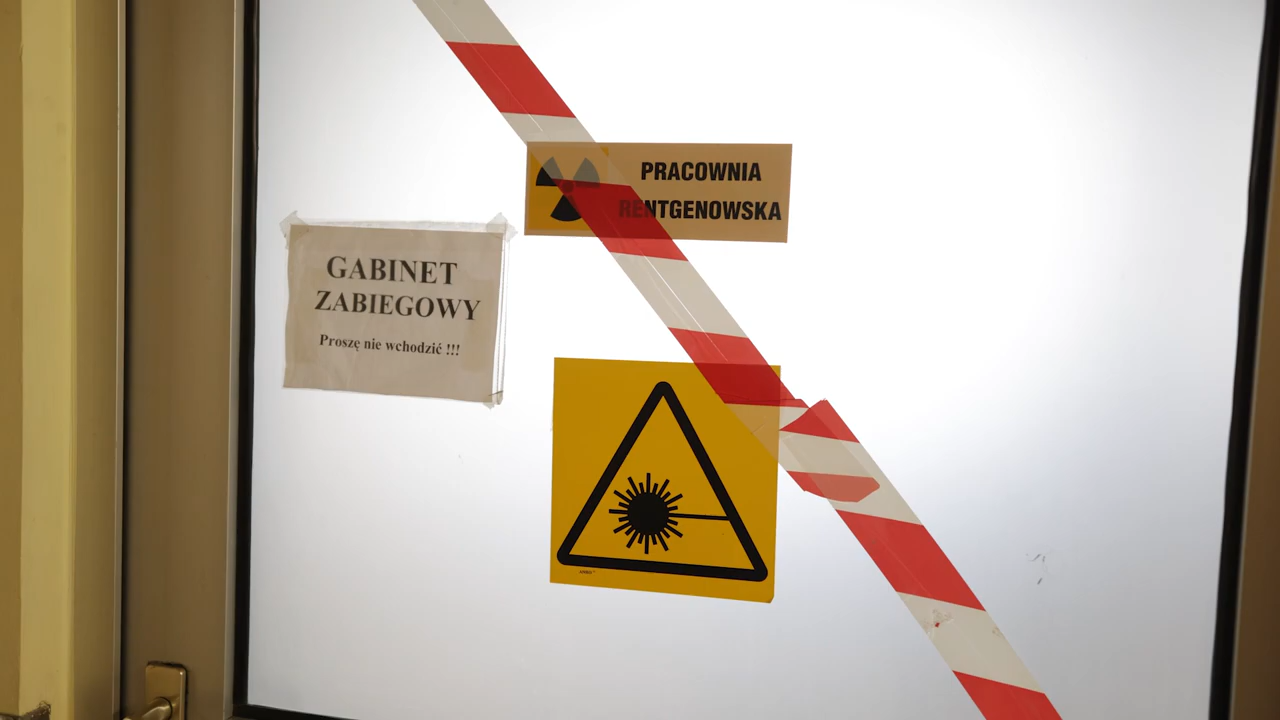 PRACOWNIA
RENTGENOWSKA
GABINET
ZABIEGOWY
Proszę nie wchodzić !!!